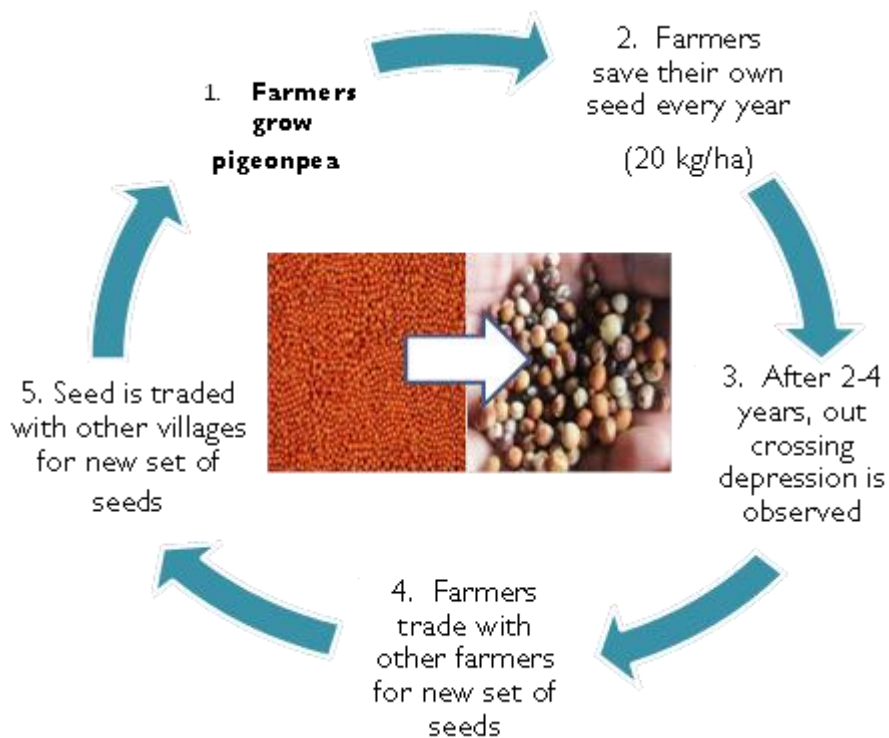 1. Farmers
grow
pigeonpea
2. Farmers
save their own
seed every year
(20 kg/ha)
3. After 2-4
years, out
crossing
depression is
observed
4. Farmers
trade with
other farmers
for new set of
seeds
5. Seed is traded
with other villages
for new set of
seeds